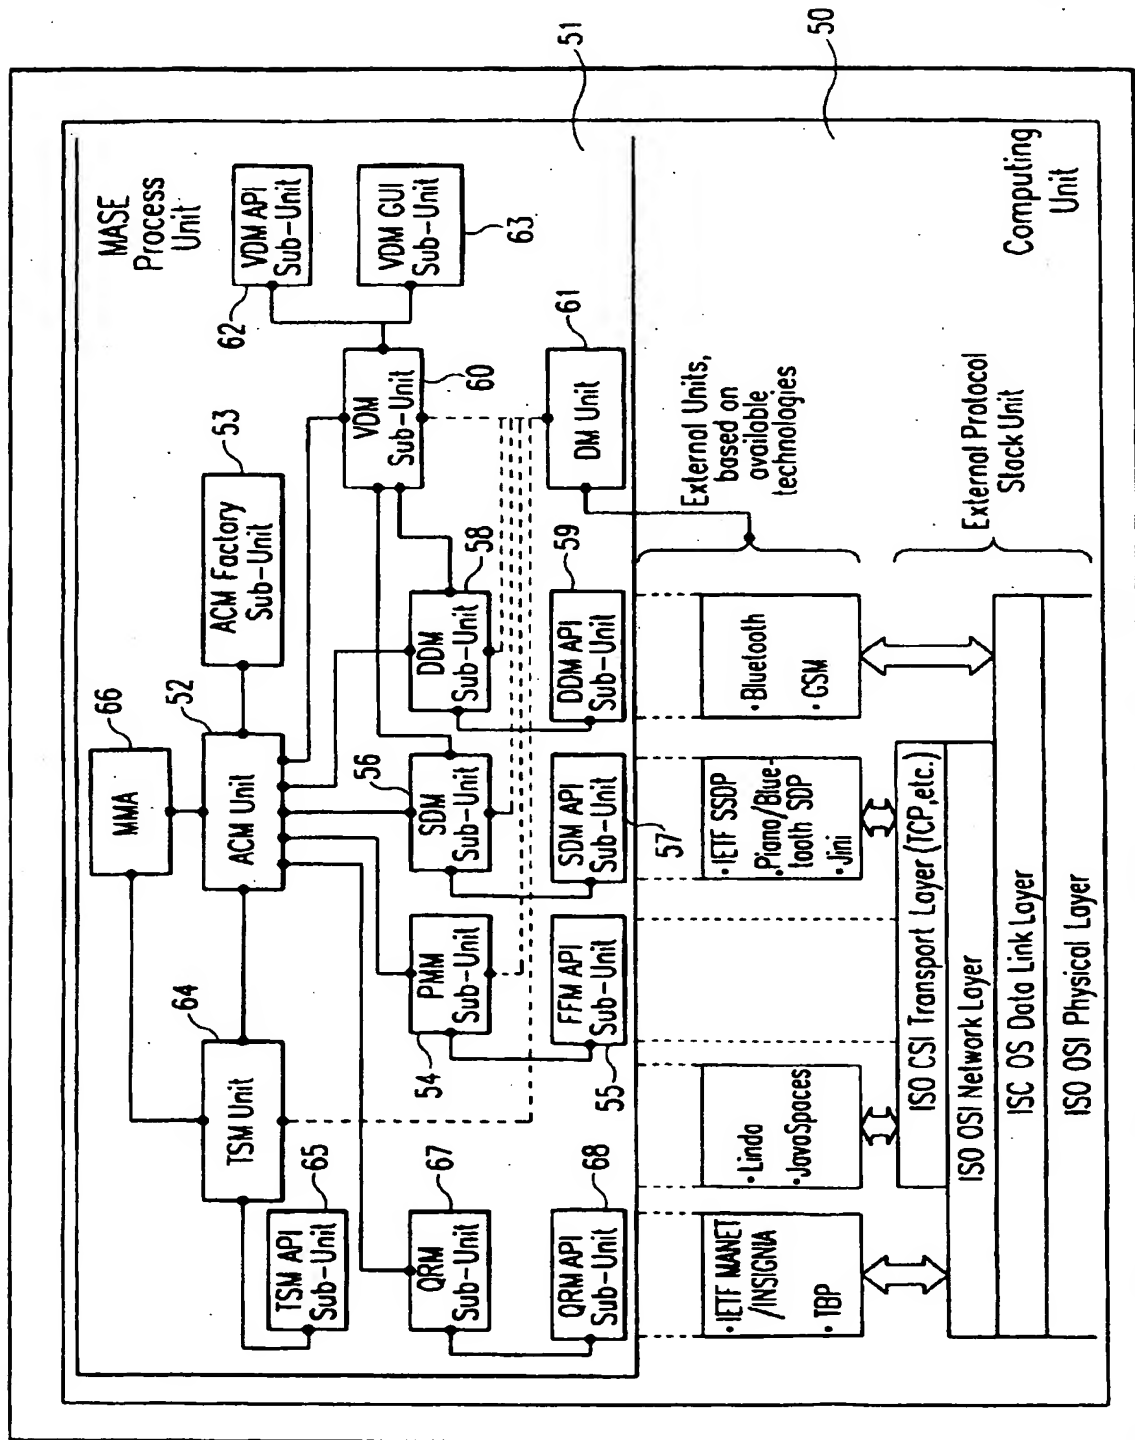 MASE
Process
Unit
51
50
66
MMA
52
ACM Unit
53
ACM Factory
Sub-Unit
62
VDM API
Sub-Unit
VDM GUI
Sub-Unit
63
64
TSM Unit
TSM API
Sub-Unit
65
VDM
Sub-Unit
60
QRM
Sub-Unit
67
PMM
Sub-Unit
54
56
SDM
Sub-Unit
DDM
Sub-Unit
58
QRM API
Sub-Unit
68
FFM API
Sub-Unit
55
SDM API
Sub-Unit
57
DDM API
Sub-Unit
59
DM Unit
61
External Units,
based on
available
technologies
•IETF MANET
/INSIGNIA
•TBP
•Linda
•JavaSpaces
•IETF SSDP
•Piano/Blue-
tooth SDP
•Jini
•Bluetooth
•GSM
External Protocol
Stack Unit
ISO CSI Transport Layer (TCP,etc.)
ISO OSI Network Layer
ISC OS Data Link Layer
ISO OSI Physical Layer
Computing
Unit